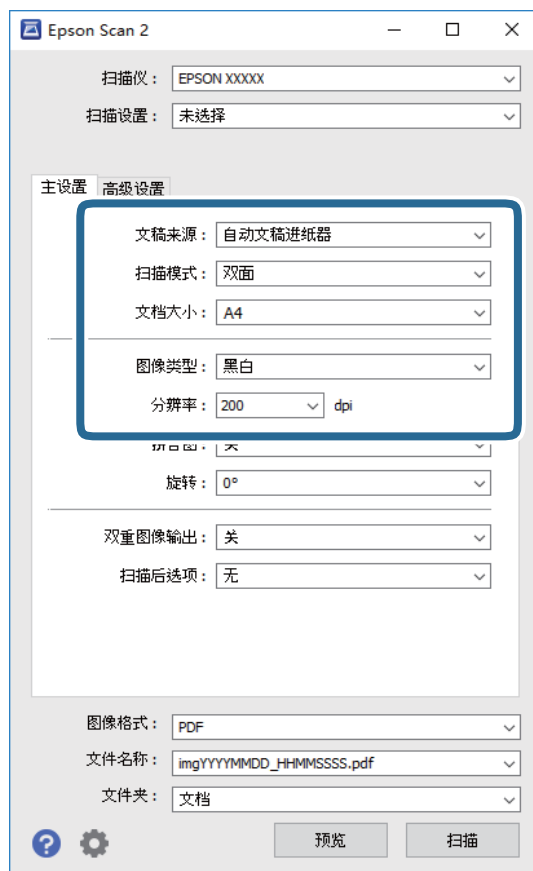 Epson Scan 2
扫描仪： EPSON XXXXX
扫描设置： 未选择
主设置 高级设置
文稿来源： 自动文稿进纸器
扫描模式： 双面
文档大小： A4
图像类型： 黑白
分辨率： 200 dpi
旋转： 0°
双重图像输出： 关
扫描后选项： 无
图像格式： PDF
文件名称： imgYYYYMMDD_HHMMSSSS.pdf
文件夹： 文档
预览 扫描